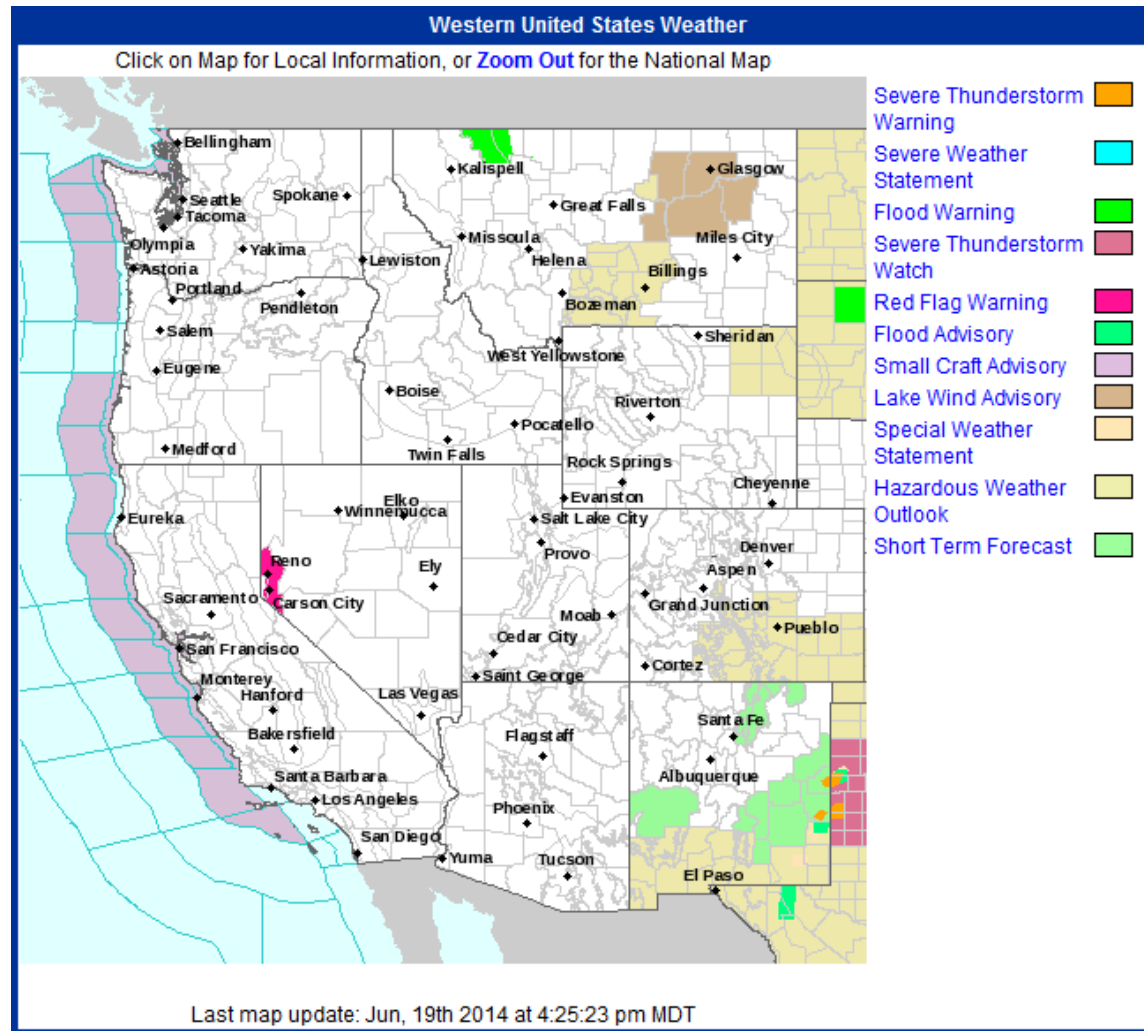 Western United States Weather
Click on Map for Local Information, or Zoom Out for the National Map
Severe Thunderstorm
Warning
Severe Weather
Statement
Flood Warning
Severe Thunderstorm
Watch
Red Flag Warning
Flood Advisory
Small Craft Advisory
Lake Wind Advisory
Special Weather
Statement
Hazardous Weather
Outlook
Short Term Forecast
Bellingham
Kalispell
Glasgow
Spokane
Seattle
Great Falls
Tacoma
Olympia
Missoula
Miles City
Yakima
Lewiston
Helena
Astoria
Billings
Portland
Pendleton
Bozeman
Salem
Sheridan
West Yellowstone
Eugene
Boise
Riverton
Pocatello
Medford
Twin Falls
Rock Springs
Cheyenne
Evanston
Elko
Winnemucca
Eureka
Salt Lake City
Provo
Denver
Reno
Ely
Aspen
Sacramento
Carson City
Grand Junction
Moab
Pueblo
Cedar City
San Francisco
Cortez
Saint George
Monterey
Hanford
Las Vegas
Santa Fe
Bakersfield
Flagstaff
Albuquerque
Santa Barbara
Los Angeles
Phoenix
San Diego
Yuma
Tucson
El Paso
Last map update: Jun, 19th 2014 at 4:25:23 pm MDT